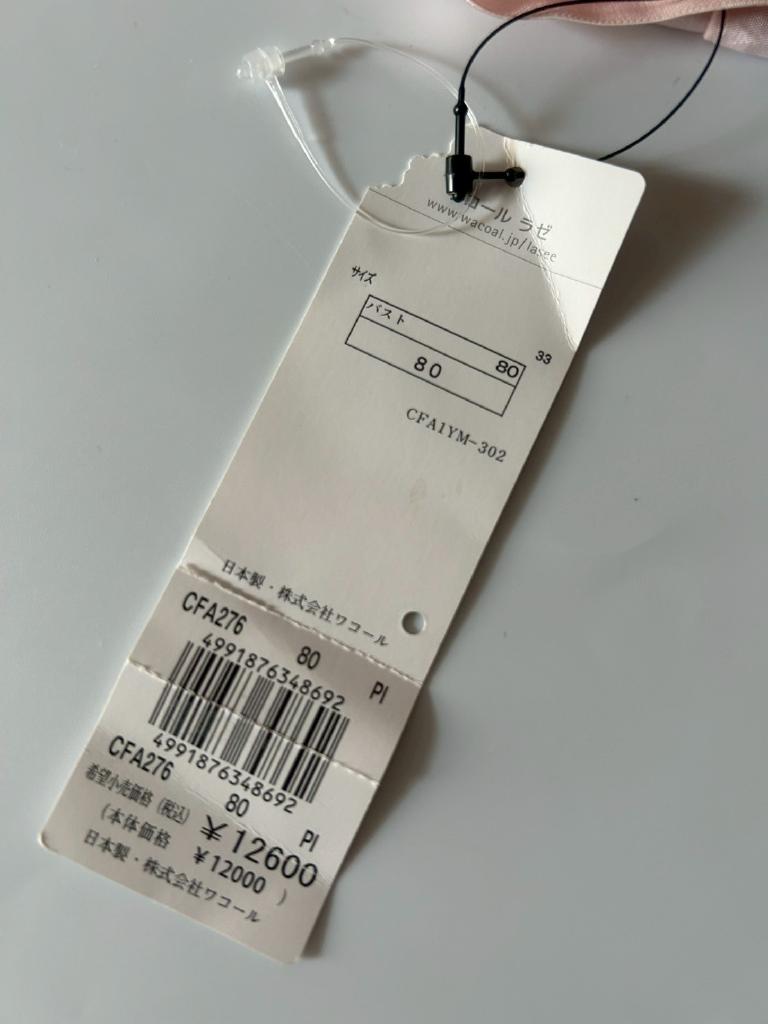 コール ラゼ
www.wacoal.jp/lasee
サイズ
バスト 80
80
33
CFA1YM-302
日本製・株式会社ワコール
CFA276 80 PI
4991876348692
4991876348692
CFA276 80 PI
希望小売価格(税込) ¥12600
(本体価格 ¥12000)
日本製・株式会社ワコール